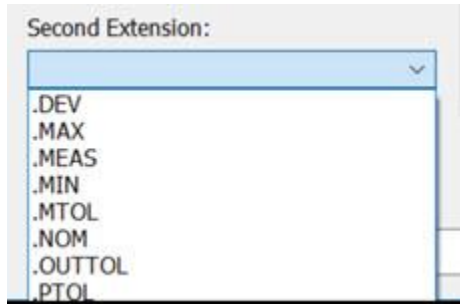 Second Extension:
.DEV
.MAX
.MEAS
.MIN
.MTOL
.NOM
.OUTTOL
.PTOL